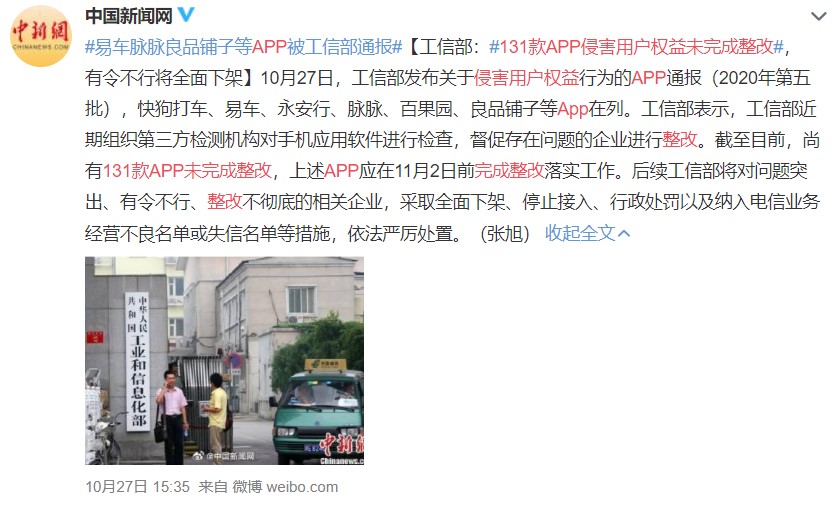 中新网
CHINANEWS.COM
中国新闻网
#易车脉脉良品铺子等APP被工信部通报#【工信部：#131款APP侵害用户权益未完成整改#，
有令不行将全面下架】10月27日，工信部发布关于侵害用户权益行为的APP通报（2020年第五
批），快狗打车、易车、永安行、脉脉、百果园、良品铺子等App在列。工信部表示，工信部近
期组织第三方检测机构对手机应用软件进行检查，督促存在问题的企业进行整改。截至目前，尚
有131款APP未完成整改，上述APP应在11月2日前完成整改落实工作。后续工信部将对问题突
出、有令不行、整改不彻底的相关企业，采取全面下架、停止接入、行政处罚以及纳入电信业务
经营不良名单或失信名单等措施，依法严厉处置。（张旭） 收起全文
中华人民
共和国
工业和信息化部
@中国新闻网
中新网
Chinanews.com
10月27日 15:35 来自 微博 weibo.com